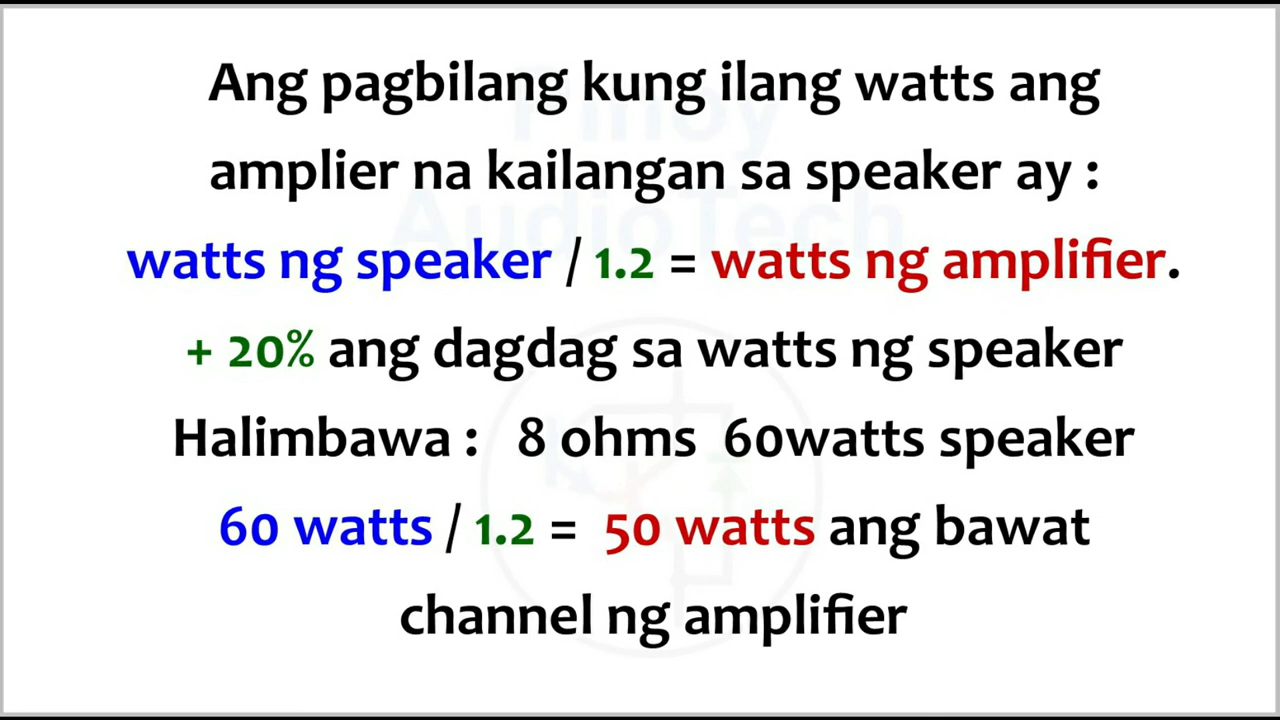 Ang pagbilang kung ilang watts ang
amplier na kailangan sa speaker ay :
watts ng speaker / 1.2 = watts ng amplifier.
+ 20% ang dagdag sa watts ng speaker
Halimbawa : 8 ohms 60watts speaker
60 watts / 1.2 = 50 watts ang bawat
channel ng amplifier
Pinoy
AudioTech